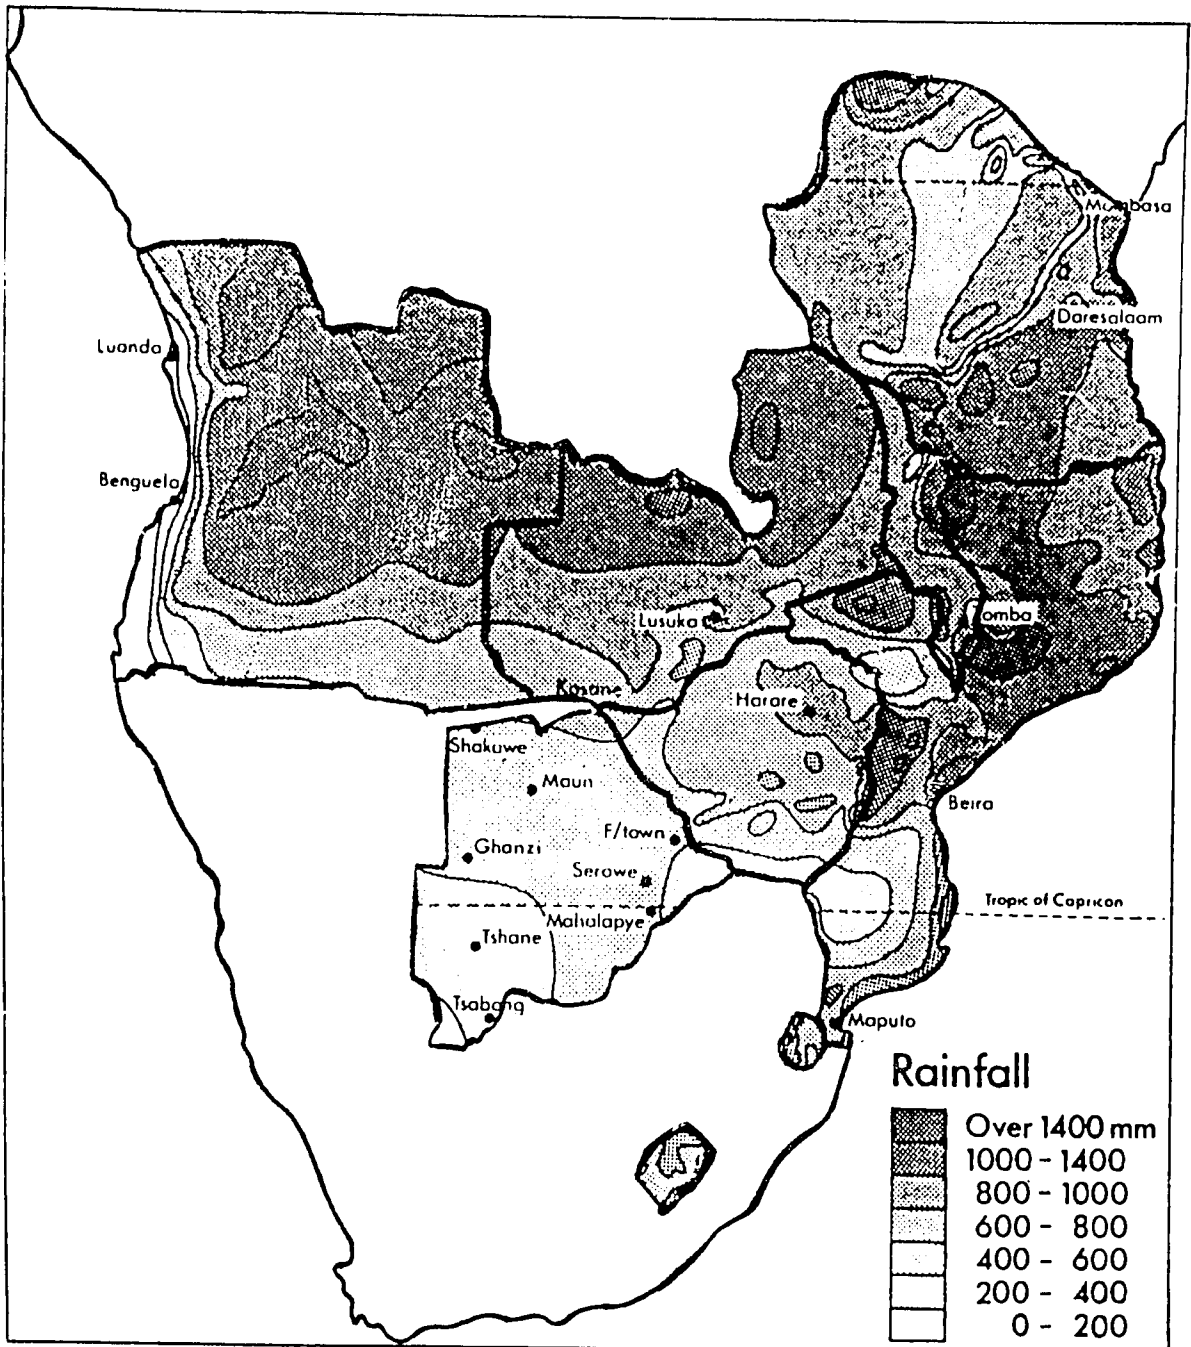 Mombasa
Daresalaam
Luanda
Benguela
Lusuka
omba
Kasane
Harare
Shakawe
Maun
Beira
F/town
Ghanzi
Serowe
Tropic of Capricon
Mahalapye
Tshane
Tsabong
Maputo
Rainfall
Over 1400 mm
1000 - 1400
800 - 1000
600 - 800
400 - 600
200 - 400
0 - 200